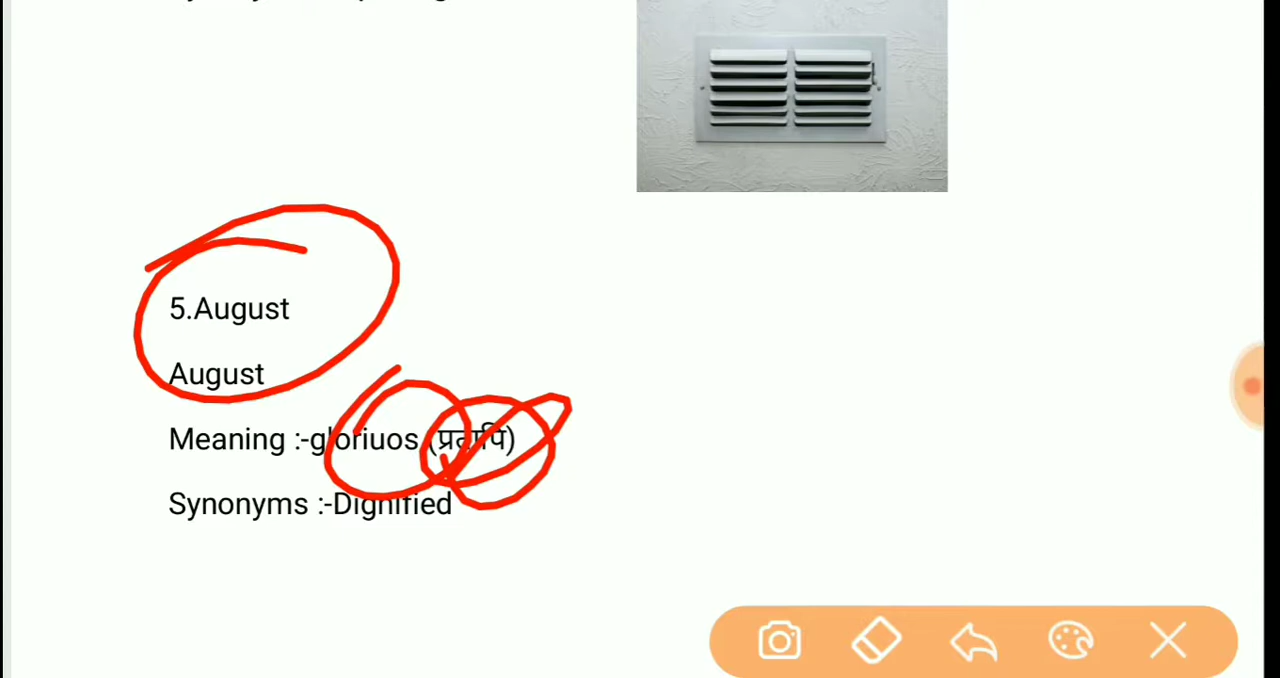 5.August
August
Meaning :-gloriuos (प्रतापि)
Synonyms :-Dignified